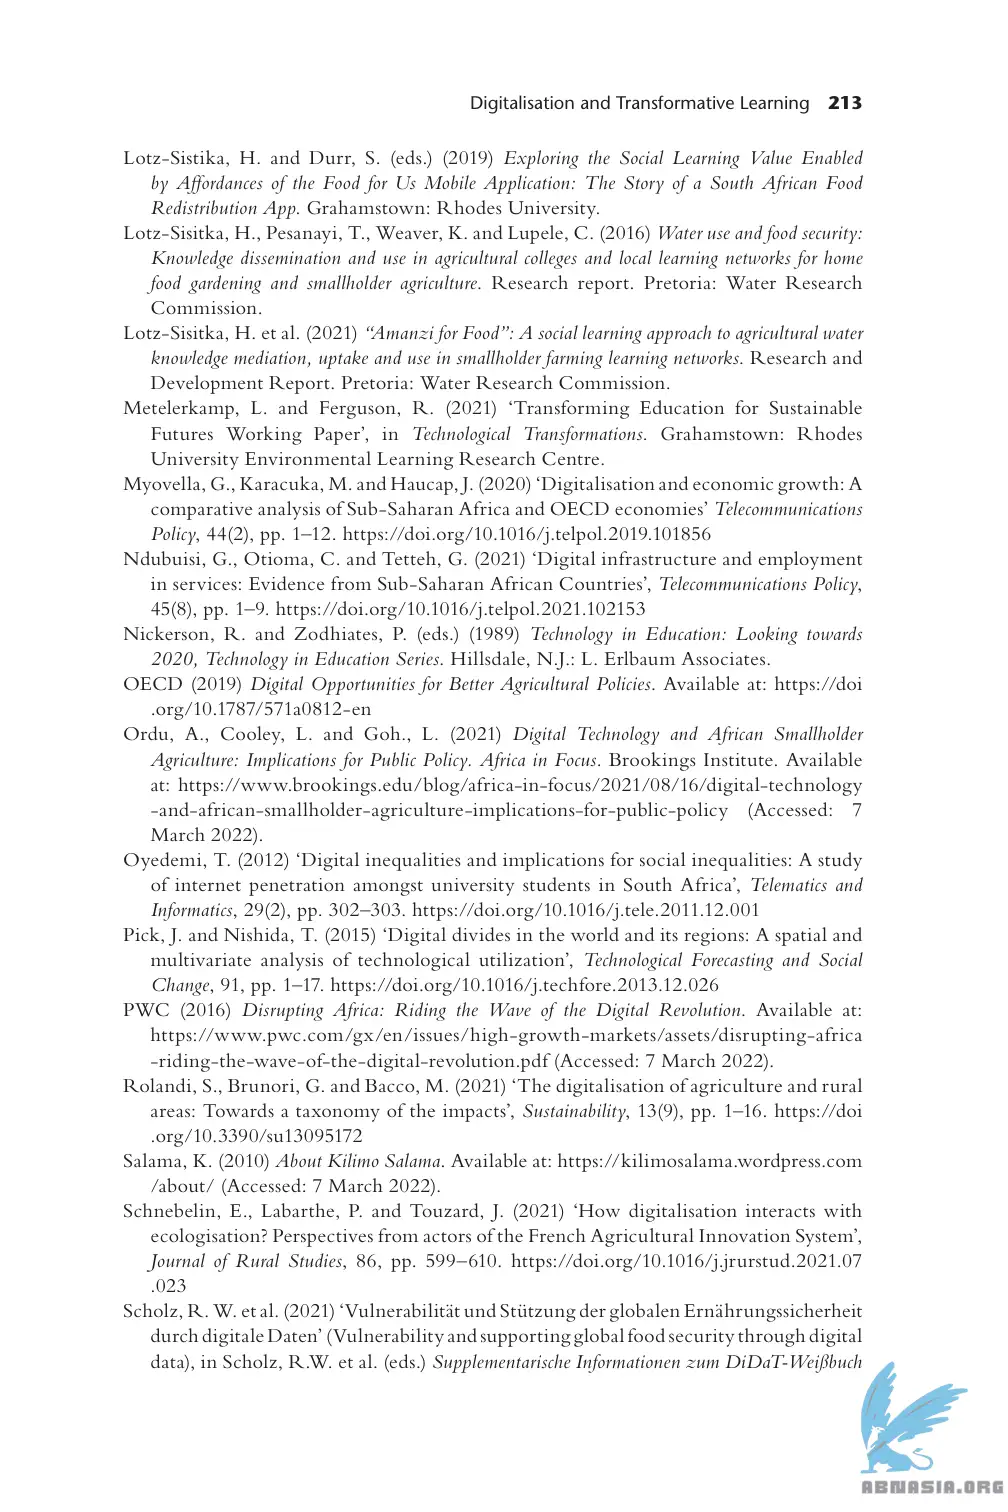 Digitalisation and Transformative Learning 213
Lotz-Sistika, H. and Durr, S. (eds.) (2019) Exploring the Social Learning Value Enabled
by Affordances of the Food for Us Mobile Application: The Story of a South African Food
Redistribution App. Grahamstown: Rhodes University.
Lotz-Sisitka, H., Pesanayi, T., Weaver, K. and Lupele, C. (2016) Water use and food security:
Knowledge dissemination and use in agricultural colleges and local learning networks for home
food gardening and smallholder agriculture. Research report. Pretoria: Water Research
Commission.
Lotz-Sisitka, H. et al. (2021) “Amanzi for Food”: A social learning approach to agricultural water
knowledge mediation, uptake and use in smallholder farming learning networks. Research and
Development Report. Pretoria: Water Research Commission.
Metelerkamp, L. and Ferguson, R. (2021) ‘Transforming Education for Sustainable
Futures Working Paper’, in Technological Transformations. Grahamstown: Rhodes
University Environmental Learning Research Centre.
Myovella, G., Karacuka, M. and Haucap, J. (2020) ‘Digitalisation and economic growth: A
comparative analysis of Sub-Saharan Africa and OECD economies’ Telecommunications
Policy, 44(2), pp. 1–12. https://doi.org/10.1016/j.telpol.2019.101856
Ndubuisi, G., Otioma, C. and Tetteh, G. (2021) ‘Digital infrastructure and employment
in services: Evidence from Sub-Saharan African Countries’, Telecommunications Policy,
45(8), pp. 1–9. https://doi.org/10.1016/j.telpol.2021.102153
Nickerson, R. and Zodhiates, P. (eds.) (1989) Technology in Education: Looking towards
2020, Technology in Education Series. Hillsdale, N.J.: L. Erlbaum Associates.
OECD (2019) Digital Opportunities for Better Agricultural Policies. Available at: https://doi
.org/10.1787/571a0812-en
Ordu, A., Cooley, L. and Goh., L. (2021) Digital Technology and African Smallholder
Agriculture: Implications for Public Policy. Africa in Focus. Brookings Institute. Available
at: https://www.brookings.edu/blog/africa-in-focus/2021/08/16/digital-technology
-and-african-smallholder-agriculture-implications-for-public-policy (Accessed: 7
March 2022).
Oyedemi, T. (2012) ‘Digital inequalities and implications for social inequalities: A study
of internet penetration amongst university students in South Africa’, Telematics and
Informatics, 29(2), pp. 302–303. https://doi.org/10.1016/j.tele.2011.12.001
Pick, J. and Nishida, T. (2015) ‘Digital divides in the world and its regions: A spatial and
multivariate analysis of technological utilization’, Technological Forecasting and Social
Change, 91, pp. 1–17. https://doi.org/10.1016/j.techfore.2013.12.026
PWC (2016) Disrupting Africa: Riding the Wave of the Digital Revolution. Available at:
https://www.pwc.com/gx/en/issues/high-growth-markets/assets/disrupting-africa
-riding-the-wave-of-the-digital-revolution.pdf (Accessed: 7 March 2022).
Rolandi, S., Brunori, G. and Bacco, M. (2021) ‘The digitalisation of agriculture and rural
areas: Towards a taxonomy of the impacts’, Sustainability, 13(9), pp. 1–16. https://doi
.org/10.3390/su13095172
Salama, K. (2010) About Kilimo Salama. Available at: https://kilimosalama.wordpress.com
/about/ (Accessed: 7 March 2022).
Schnebelin, E., Labarthe, P. and Touzard, J. (2021) ‘How digitalisation interacts with
ecologisation? Perspectives from actors of the French Agricultural Innovation System’,
Journal of Rural Studies, 86, pp. 599–610. https://doi.org/10.1016/j.jrurstud.2021.07
.023
Scholz, R. W. et al. (2021) ‘Vulnerabilität und Stützung der globalen Ernährungssicherheit
durch digitale Daten’ (Vulnerability and supporting global food security through digital
data), in Scholz, R.W. et al. (eds.) Supplementarische Informationen zum DiDaT-Weißbuch
ABNASIA.ORG